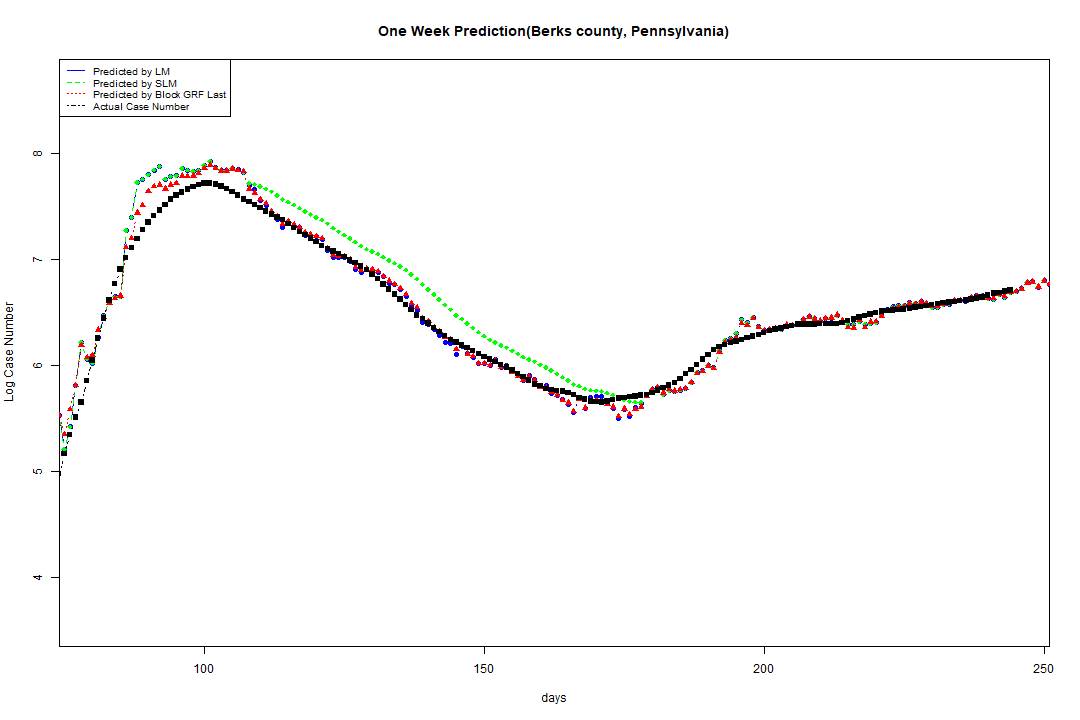 One Week Prediction(Berks county, Pennsylvania)
Predicted by LM
Predicted by SLM
Predicted by Block GRF Last
Actual Case Number
8
7
6
5
4
Log Case Number
100 150 200 250
days